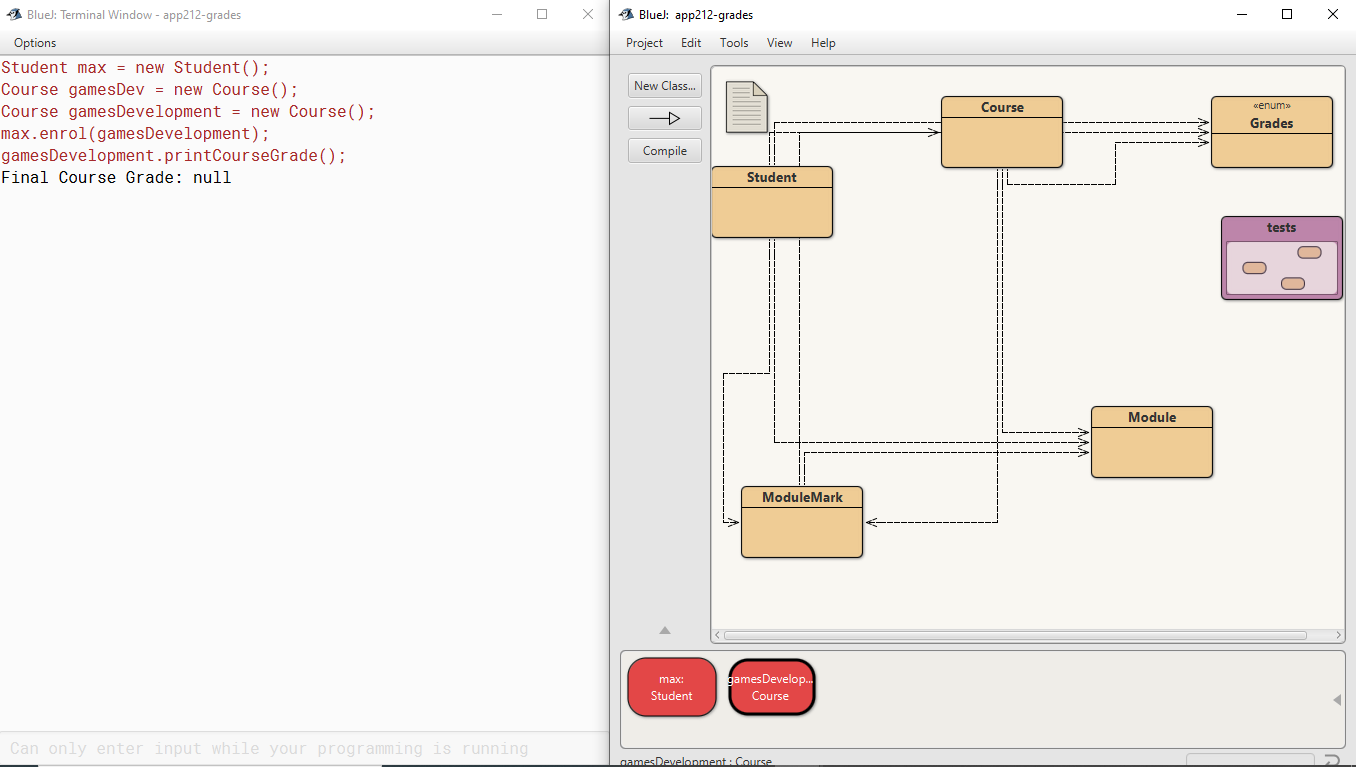 BlueJ: Terminal Window - app212-grades
Options
Student max = new Student();
Course gamesDev = new Course();
Course gamesDevelopment = new Course();
max.enrol(gamesDevelopment);
gamesDevelopment.printCourseGrade();
Final Course Grade: null
Can only enter input while your programming is running
BlueJ: app212-grades
Project Edit Tools View Help
New Class...
Compile
Course
«enum»
Grades
Student
tests
Module
ModuleMark
max:
Student
gamesDevelop...
Course
gamesDevelopment : Course